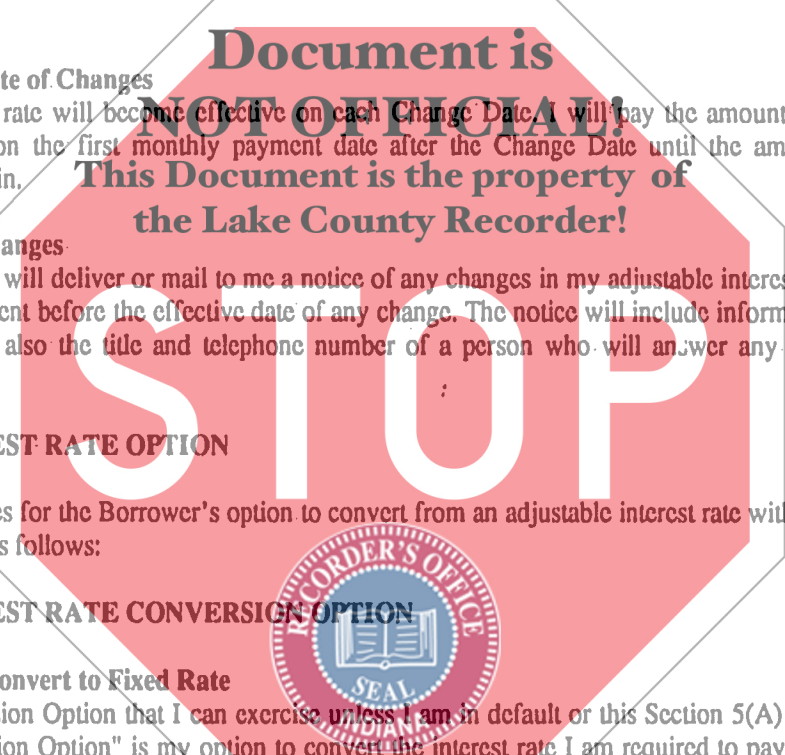 Document is
te of Changes
NOT OFFICIAL!
rate will become effective on each Change Date. I will pay the amount
on the first monthly payment date after the Change Date until the am
in.
This Document is the property of
the Lake County Recorder!
anges
will deliver or mail to me a notice of any changes in my adjustable interes
ent before the effective date of any change. The notice will include inform
also the title and telephone number of a person who will answer any
STOP
EST RATE OPTION
es for the Borrower's option to convert from an adjustable interest rate with
s follows:
EST RATE CONVERSION OPTION
onvert to Fixed Rate
RECORDER'S OFFICE
SEAL
INDIANA
ion Option that I can exercise unless I am in default or this Section 5(A)
ion Option" is my option to convert the interest rate I am required to pay